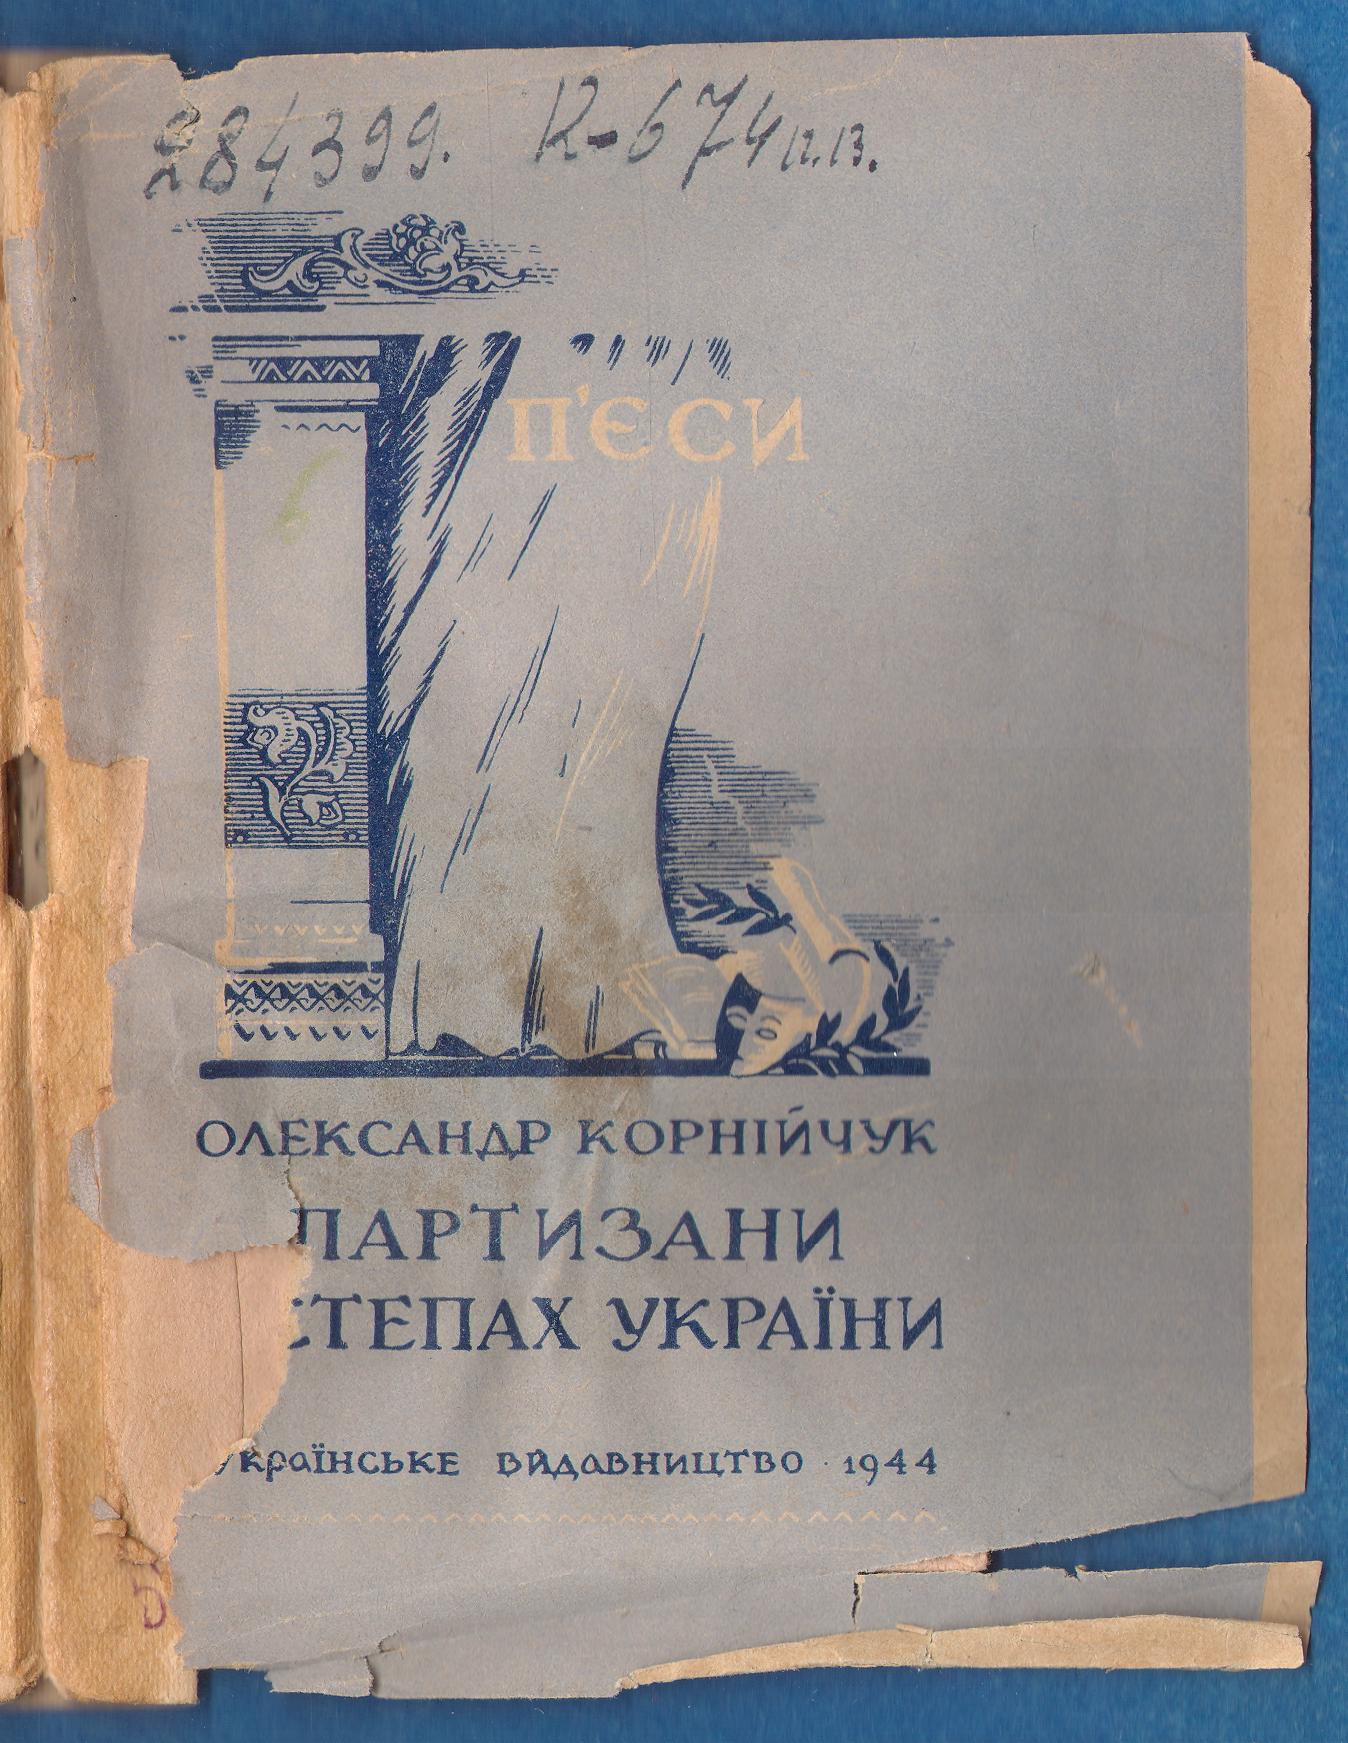 284399. К-674 12.13.
П'ЄСИ
ОЛЕКСАНДР КОРНІЙЧУК
ПАРТИЗАНИ
СТЕПАХ УКРАЇНИ
УКРАЇНСЬКЕ ВИДАВНИЦТВО 1944